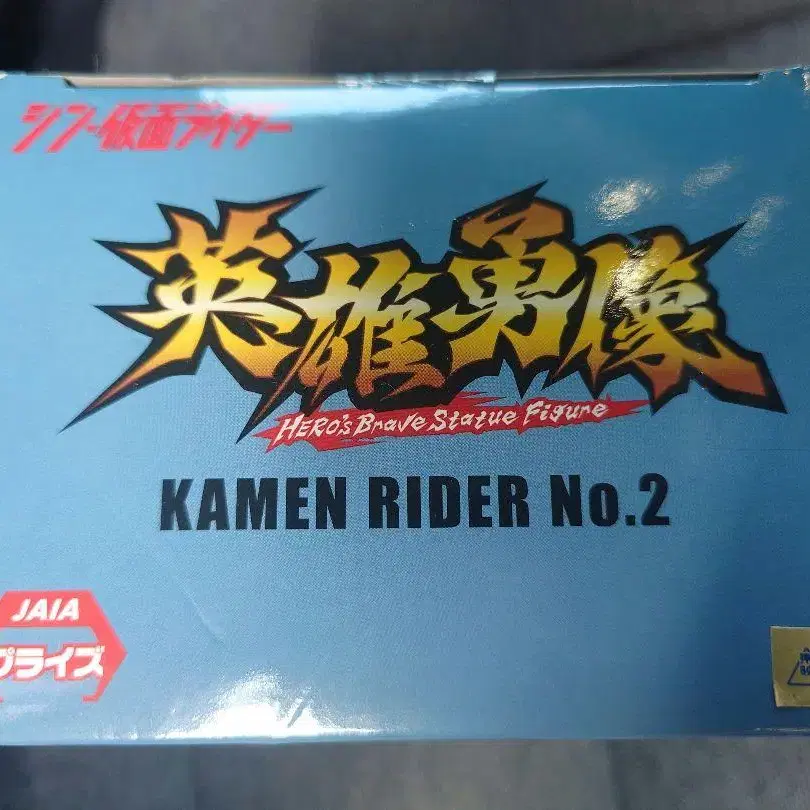 シン・仮面ライダー
英雄勇像
HERO'S Brave Statue Figure
KAMEN RIDER No.2
JAIA
プライズ